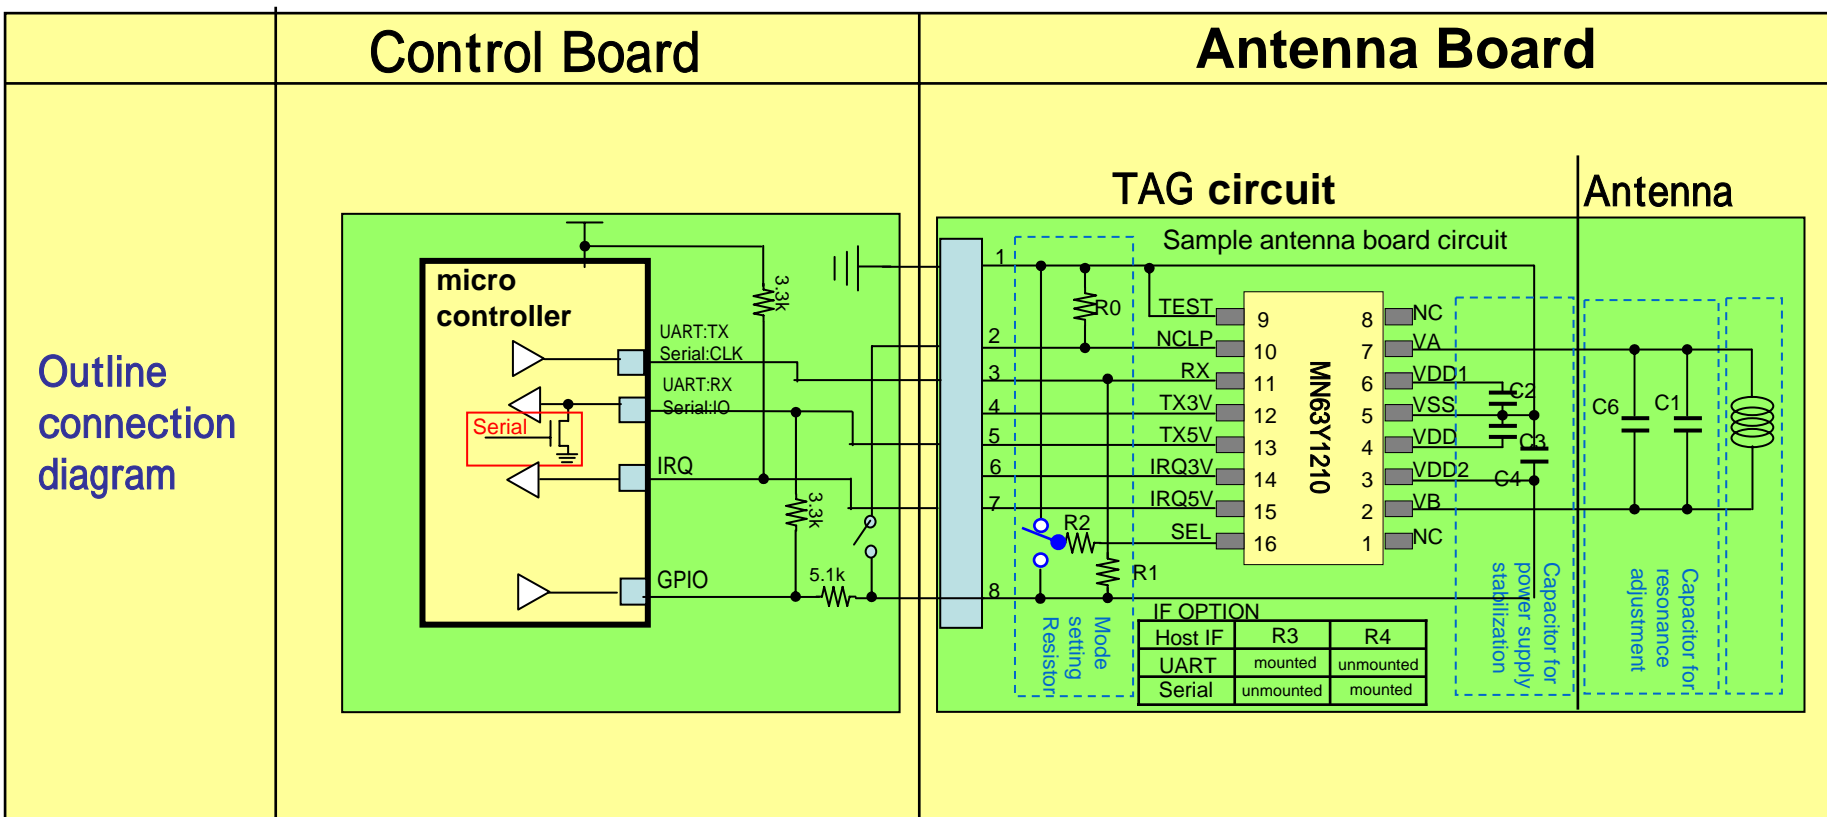 Control Board
Antenna Board
Outline
connection
diagram
micro
controller
UART:TX
Serial:CLK
UART:RX
Serial:IO
Serial
IRQ
GPIO
3.3k
3.3k
5.1k
TAG circuit
Antenna
Sample antenna board circuit
1
2
3
4
5
6
7
8
R0
R2
R1
TEST
NCLP
RX
TX3V
TX5V
IRQ3V
IRQ5V
SEL
9
10
11
12
13
14
15
16
MN63Y1210
8
7
6
5
4
3
2
1
NC
VA
VDD1
VSS
VDD
VDD2
VB
NC
C2
C3
C4
C6
C1
Mode
setting
Resistor
IF OPTION
Host IF R3 R4
UART mounted unmounted
Serial unmounted mounted
Capacitor for
power supply
stabilization
Capacitor for
resonance
adjustment